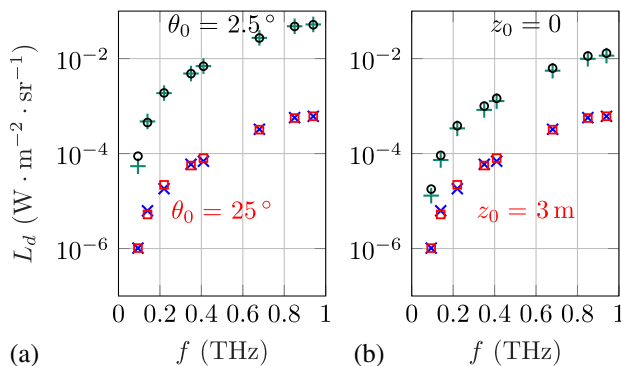 θ₀ = 2.5°
θ₀ = 25°
10⁻²
10⁻⁴
10⁻⁶
L_d (W · m⁻² · sr⁻¹)
0 0.2 0.4 0.6 0.8 1
f (THz)
(a)
z₀ = 0
z₀ = 3 m
10⁻²
10⁻⁴
10⁻⁶
0 0.2 0.4 0.6 0.8 1
f (THz)
(b)